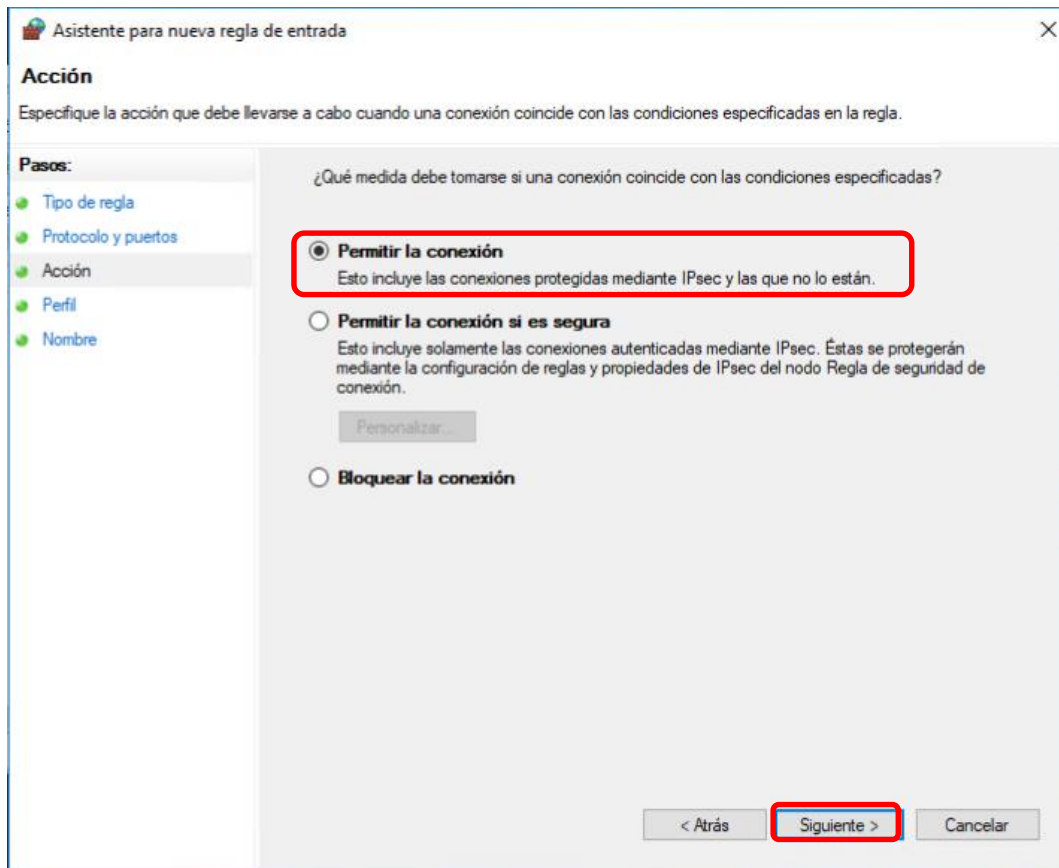 Asistente para nueva regla de entrada
Acción
Especifique la acción que debe llevarse a cabo cuando una conexión coincide con las condiciones especificadas en la regla.
Pasos:
Tipo de regla
Protocolo y puertos
Acción
Perfil
Nombre
¿Qué medida debe tomarse si una conexión coincide con las condiciones especificadas?
Permitir la conexión
Esto incluye las conexiones protegidas mediante IPsec y las que no lo están.
Permitir la conexión si es segura
Esto incluye solamente las conexiones autenticadas mediante IPsec. Éstas se protegerán
mediante la configuración de reglas y propiedades de IPsec del nodo Regla de seguridad de
conexión.
Personalizar...
Bloquear la conexión
< Atrás
Siguiente >
Cancelar